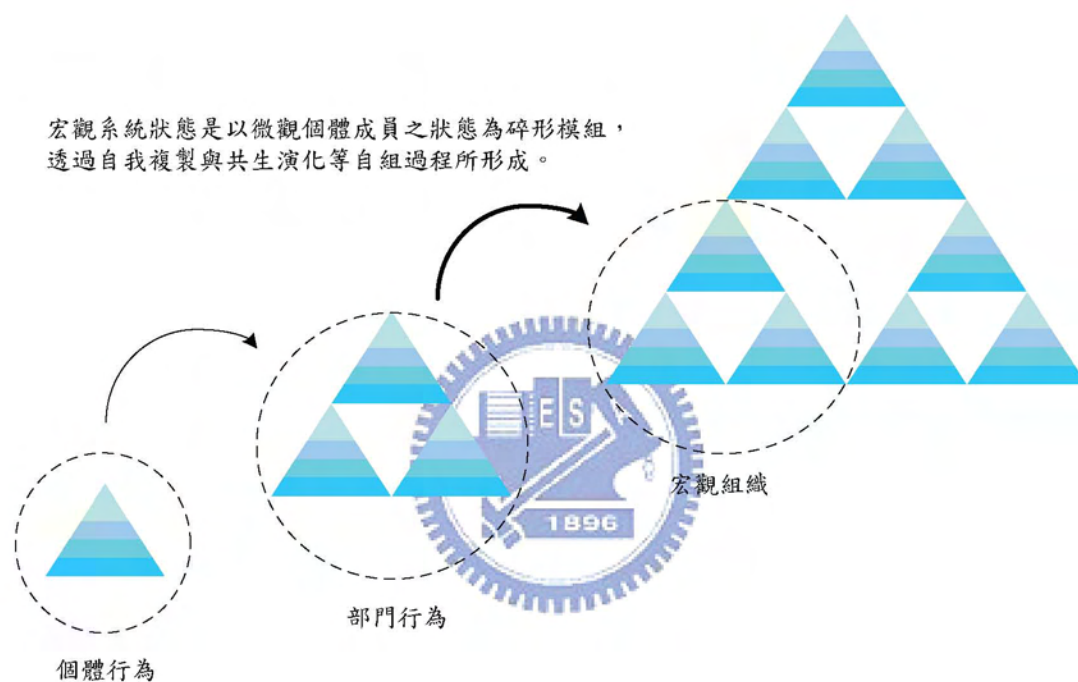 宏觀系統狀態是以微觀個體成員之狀態為碎形模組，
透過自我複製與共生演化等自組過程所形成。
E S
宏觀組織
1896
部門行為
個體行為